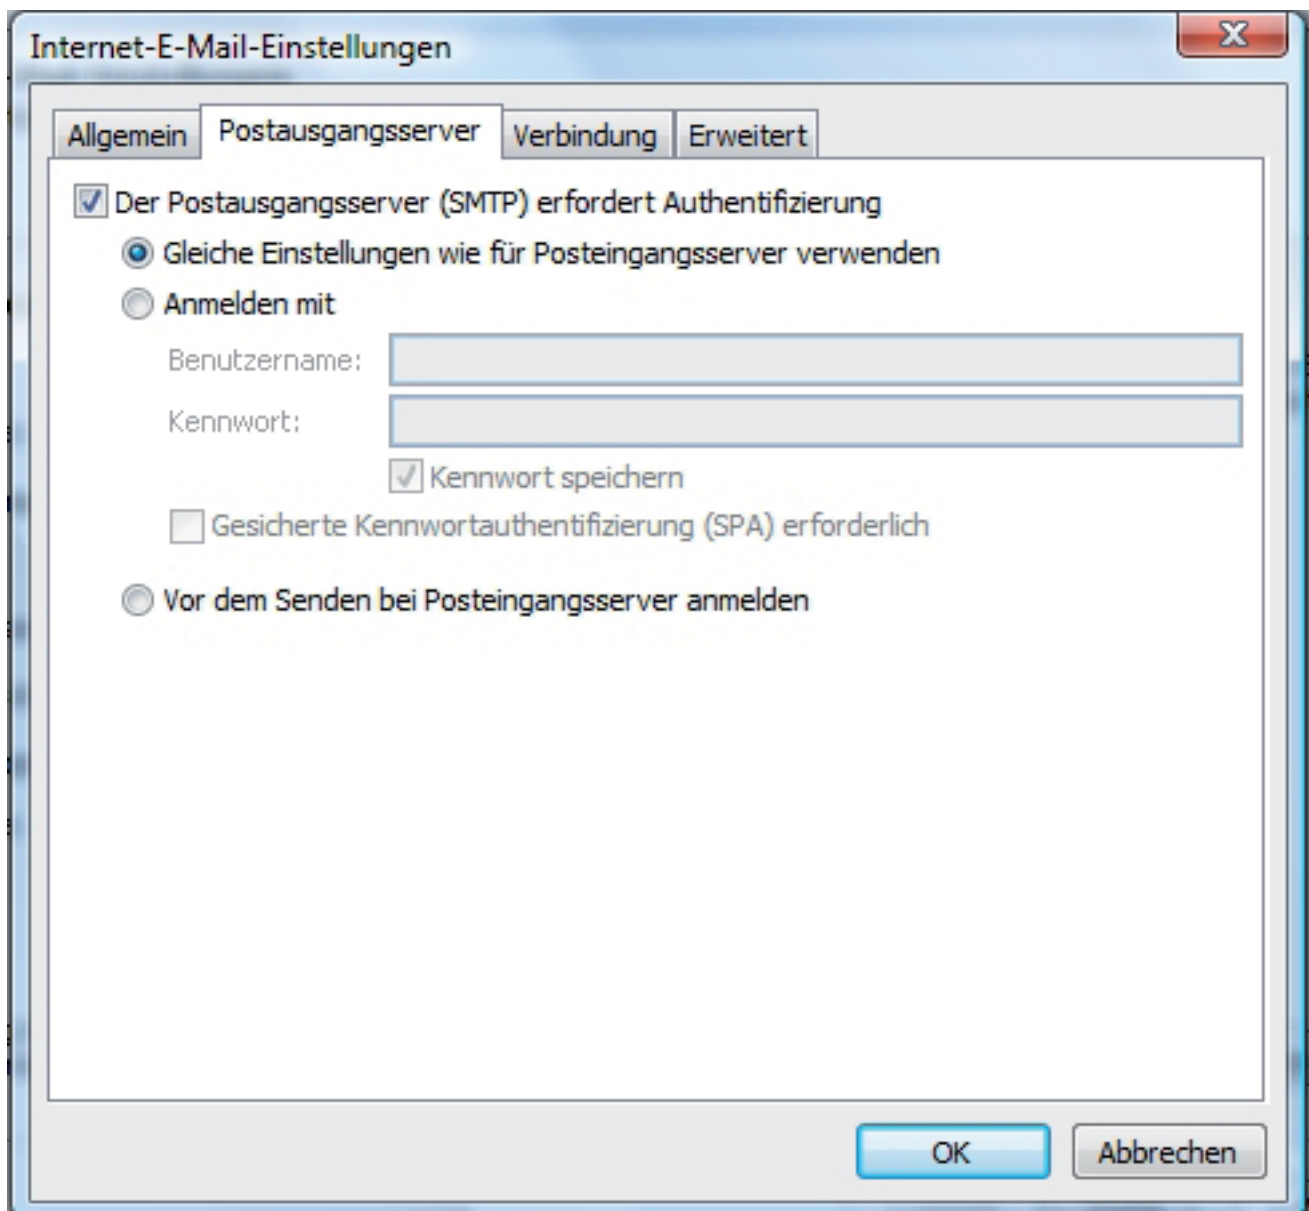 Internet-E-Mail-Einstellungen
Allgemein Postausgangsserver Verbindung Erweitert
Der Postausgangsserver (SMTP) erfordert Authentifizierung
Gleiche Einstellungen wie für Posteingangsserver verwenden
Anmelden mit
Benutzername:
Kennwort:
Kennwort speichern
Gesicherte Kennwortauthentifizierung (SPA) erforderlich
Vor dem Senden bei Posteingangsserver anmelden
OK Abbrechen